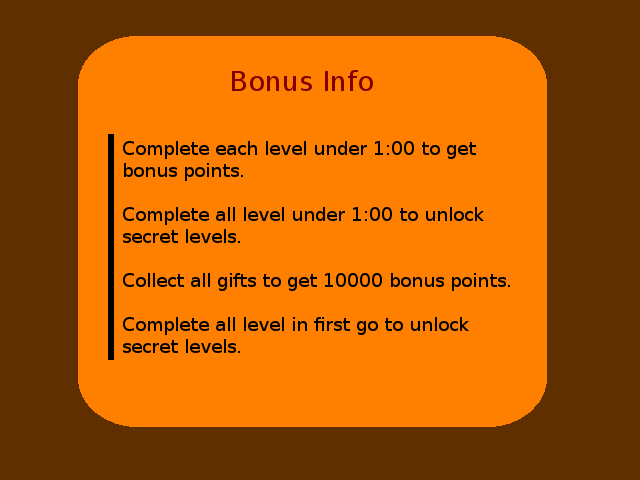 Bonus Info
Complete each level under 1:00 to get
bonus points.
Complete all level under 1:00 to unlock
secret levels.
Collect all gifts to get 10000 bonus points.
Complete all level in first go to unlock
secret levels.